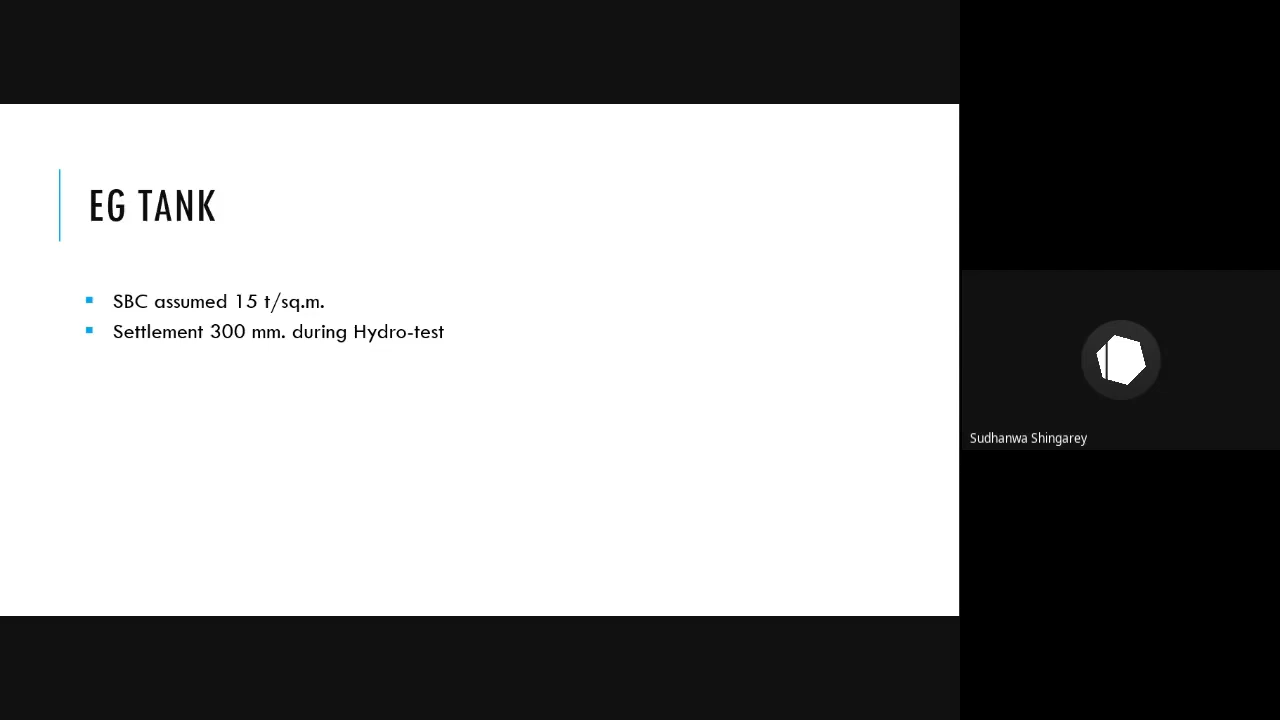 EG TANK
SBC assumed 15 t/sq.m.
Settlement 300 mm. during Hydro-test
Sudhanwa Shingarey